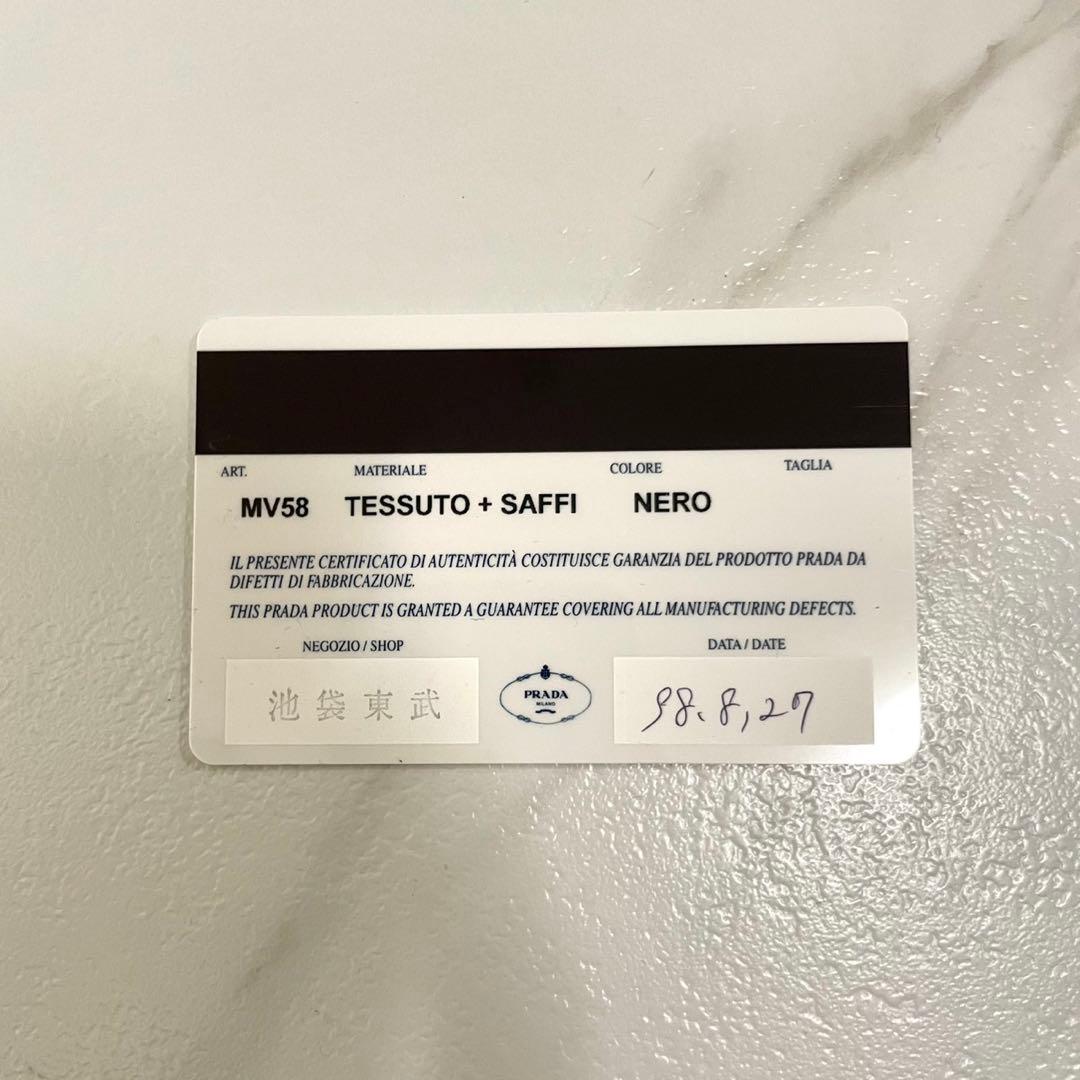 ART. MATERIALE COLORE TAGLIA
MV58 TESSUTO + SAFFI NERO
IL PRESENTE CERTIFICATO DI AUTENTICITÀ COSTITUISCE GARANZIA DEL PRODOTTO PRADA DA
DIFETTI DI FABBRICAZIONE.
THIS PRADA PRODUCT IS GRANTED A GUARANTEE COVERING ALL MANUFACTURING DEFECTS.
NEGOZIO / SHOP DATA / DATE
池袋東武
PRADA
MILANO
98.8,27